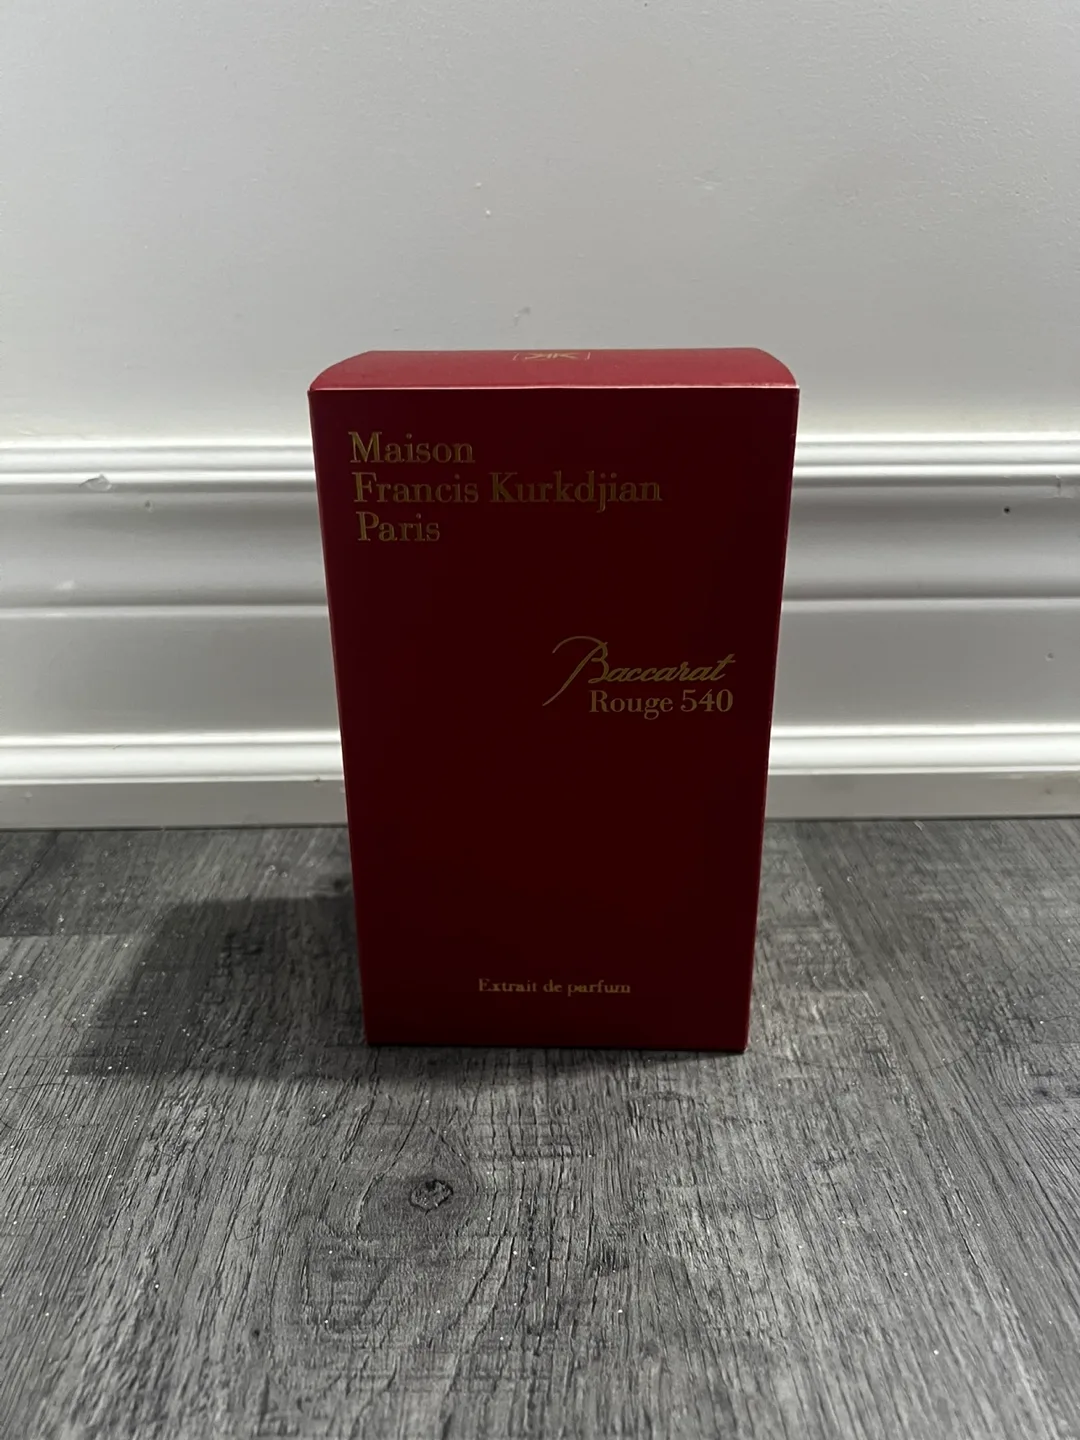 Maison
Francis Kurkdjian
Paris
Baccarat
Rouge 540
Extrait de parfum